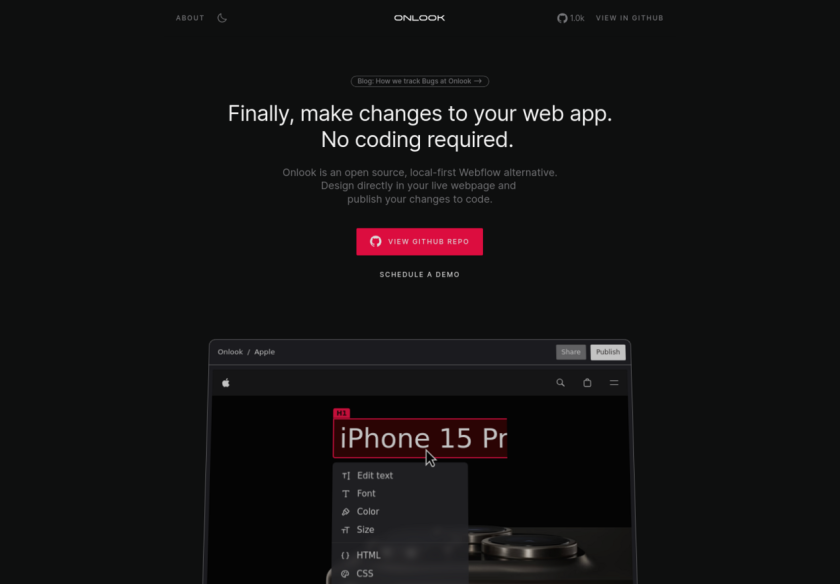 ABOUT
ONLOOK
1.0k
VIEW IN GITHUB
Blog: How we track Bugs at Onlook →
Finally, make changes to your web app.
No coding required.
Onlook is an open source, local-first Webflow alternative.
Design directly in your live webpage and
publish your changes to code.
VIEW GITHUB REPO
SCHEDULE A DEMO
Onlook / Apple
Share
Publish
H1
iPhone 15 Pr
Edit text
Font
Color
Size
HTML
CSS